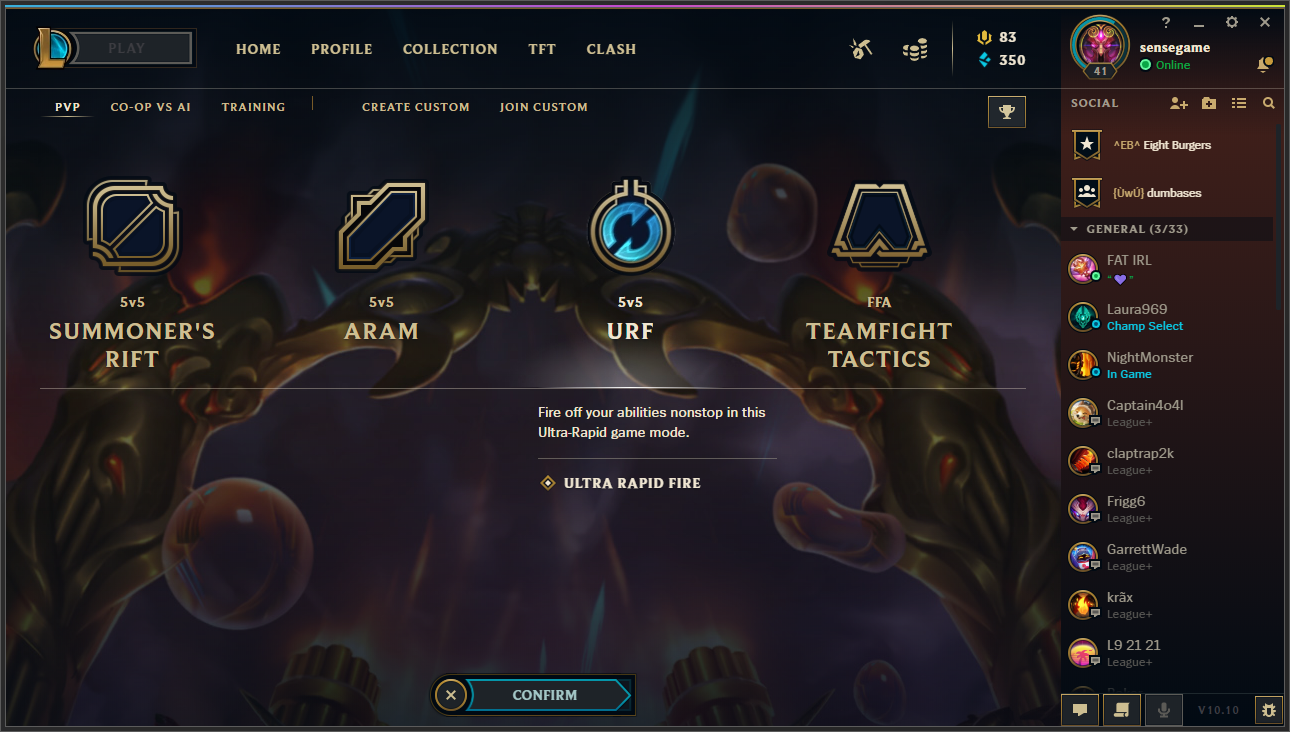 PLAY
HOME
PROFILE
COLLECTION
TFT
CLASH
83
350
?
41
sensegame
Online
PVP
CO-OP VS AI
TRAINING
CREATE CUSTOM
JOIN CUSTOM
5v5
SUMMONER'S
RIFT
5v5
ARAM
5v5
URF
FFA
TEAMFIGHT
TACTICS
Fire off your abilities nonstop in this
Ultra-Rapid game mode.
ULTRA RAPID FIRE
CONFIRM
SOCIAL
^EB^ Eight Burgers
{ÙwÚ} dumbases
GENERAL (3/33)
FAT IRL
" 💜 "
Laura969
Champ Select
NightMonster
In Game
Captain4o4l
League+
claptrap2k
League+
Frigg6
League+
GarrettWade
League+
krãx
League+
L9 21 21
League+
V10.10